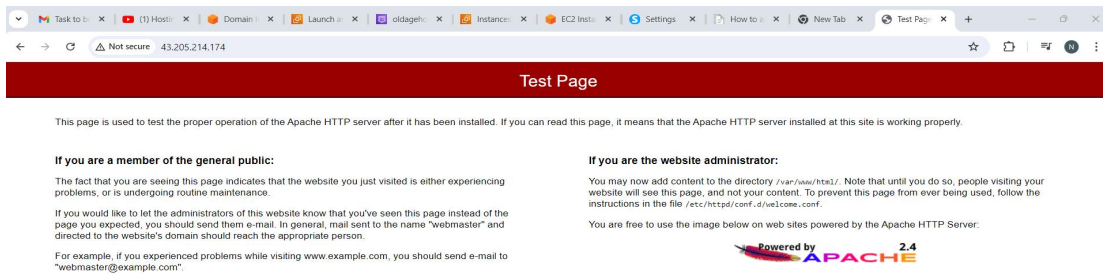 Task to b
(1) Hostin
Domain
Launch a
oldageho
Instances
EC2 Insta
Settings
How to
New Tab
Test Page
Not secure 43.205.214.174
N
Test Page
This page is used to test the proper operation of the Apache HTTP server after it has been installed. If you can read this page, it means that the Apache HTTP server installed at this site is working properly.
If you are a member of the general public:
The fact that you are seeing this page indicates that the website you just visited is either experiencing
problems, or is undergoing routine maintenance.
If you would like to let the administrators of this website know that you've seen this page instead of the
page you expected, you should send them e-mail. In general, mail sent to the name "webmaster" and
directed to the website's domain should reach the appropriate person.
For example, if you experienced problems while visiting www.example.com, you should send e-mail to
"webmaster@example.com".
If you are the website administrator:
You may now add content to the directory /var/www/html/. Note that until you do so, people visiting your
website will see this page, and not your content. To prevent this page from ever being used, follow the
instructions in the file /etc/httpd/conf.d/welcome.conf.
You are free to use the image below on web sites powered by the Apache HTTP Server:
Powered by 2.4
APACHE